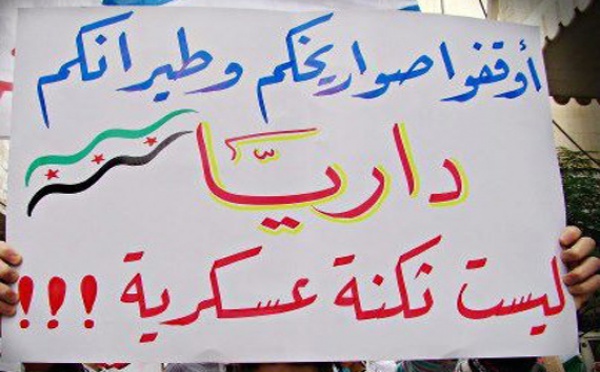 أوقفوا صواريخكم وطيرانكم
داريّا
ليست ثكنة عسكرية !!!